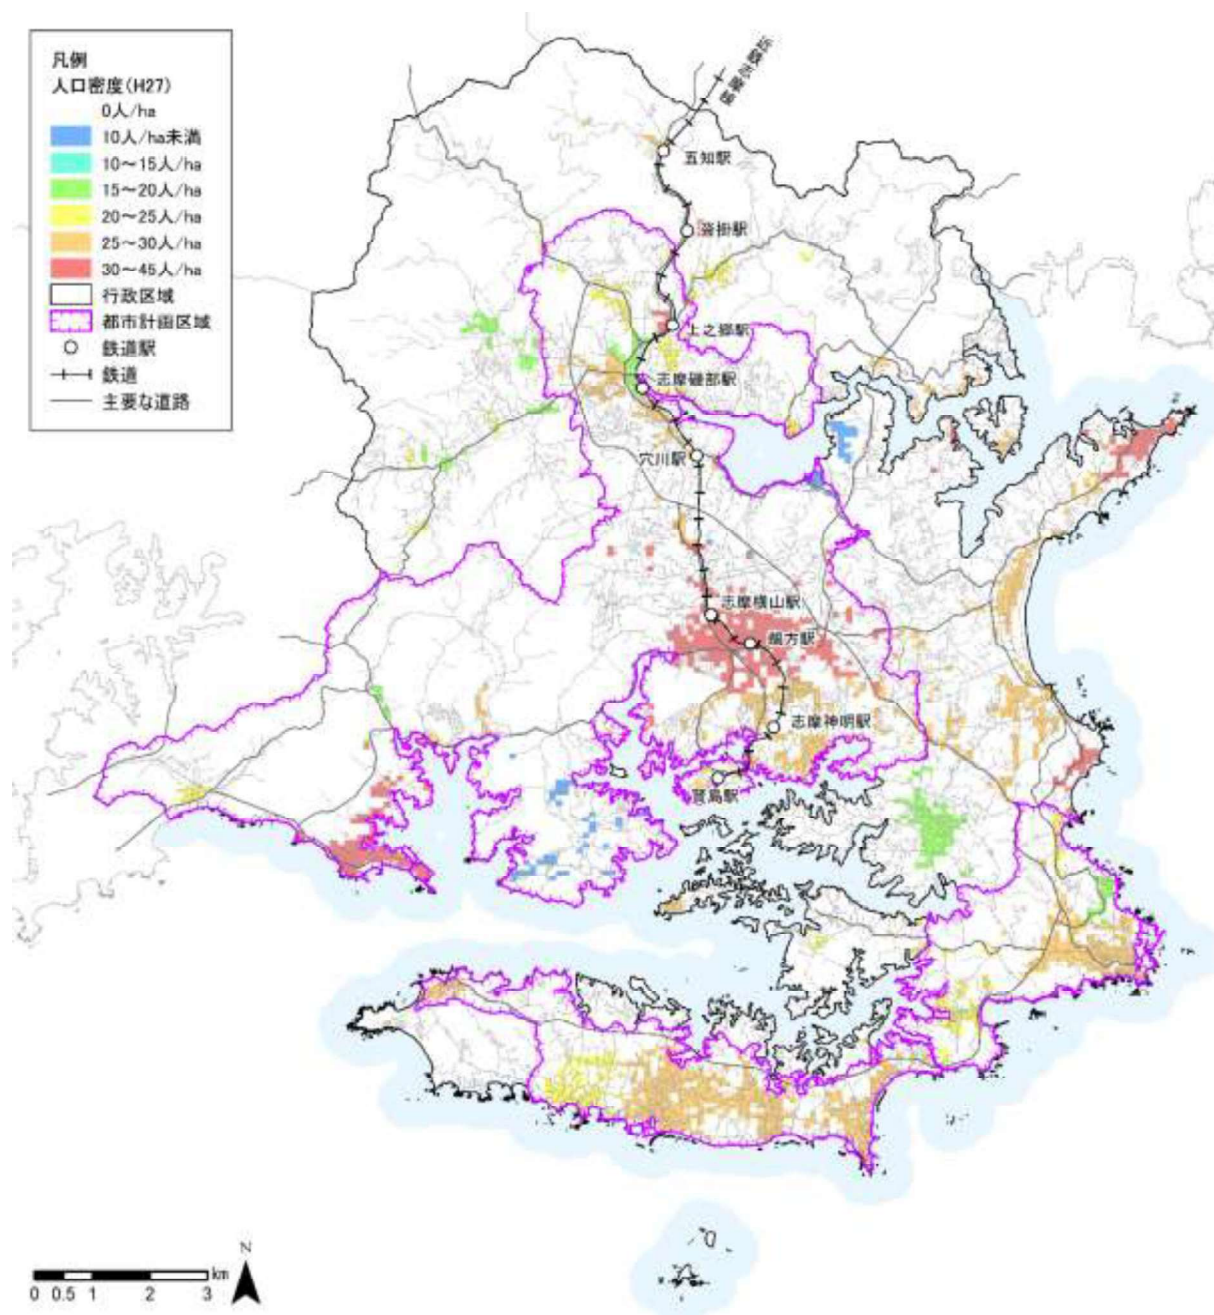 凡例
人口密度(H27)
0人/ha
10人/ha未満
10～15人/ha
15～20人/ha
20～25人/ha
25～30人/ha
30～45人/ha
行政区域
都市計画区域
鉄道駅
鉄道
主要な道路
近鉄志摩線
五知駅
沓掛駅
上之郷駅
志摩磯部駅
穴川駅
志摩横山駅
鵜方駅
志摩神明駅
賢島駅
N
km
0 0.5 1 2 3